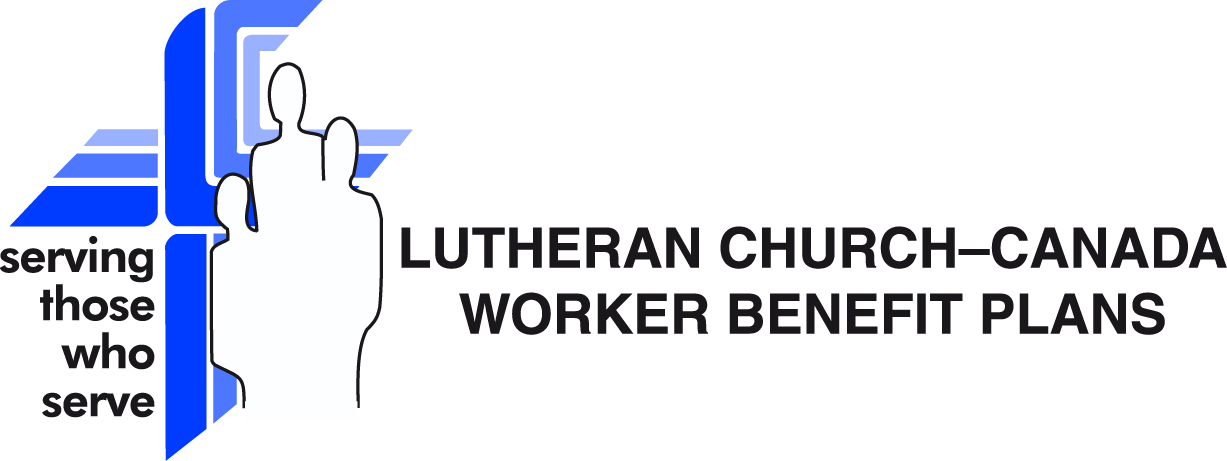 serving
those
who
serve
LUTHERAN CHURCH–CANADA
WORKER BENEFIT PLANS